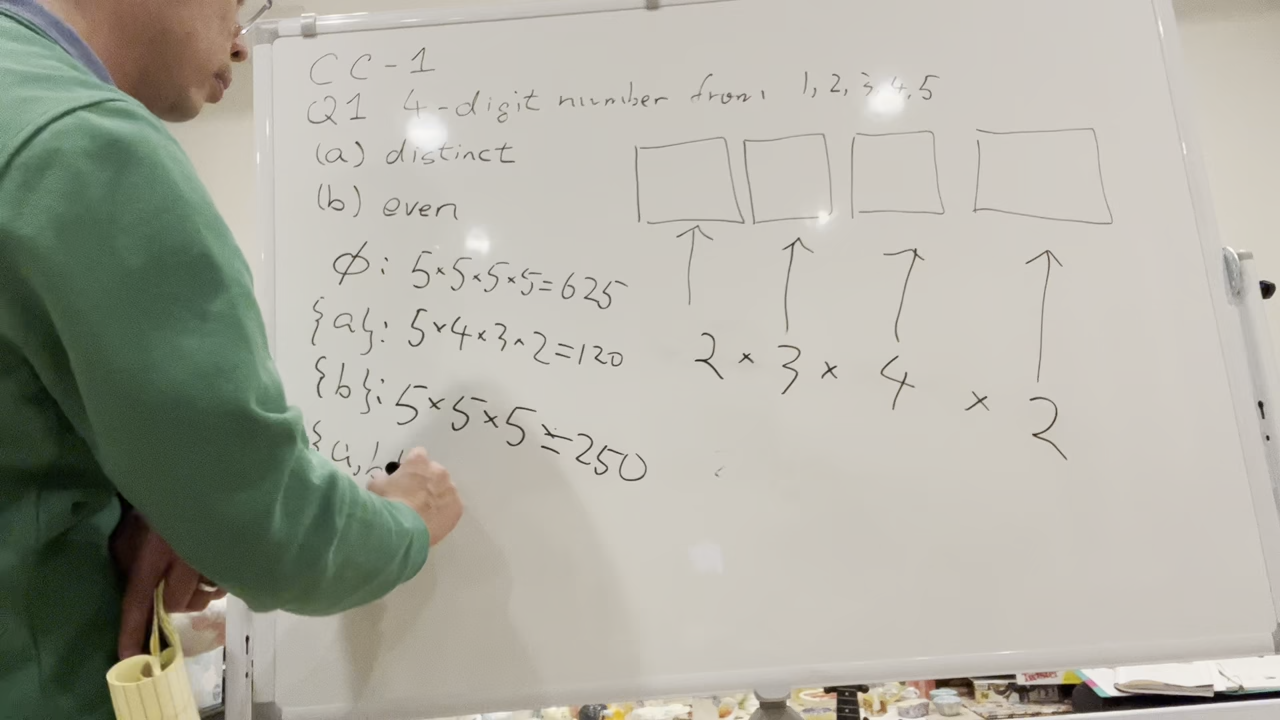 CC-1
Q1 4-digit number from: 1, 2, 3, 4, 5
(a) distinct
(b) even
∅: 5×5×5×5=625
{a}: 5×4×3×2=120
{b}: 5×5×5×=250
{a,b
2 × 3 × 4 × 2